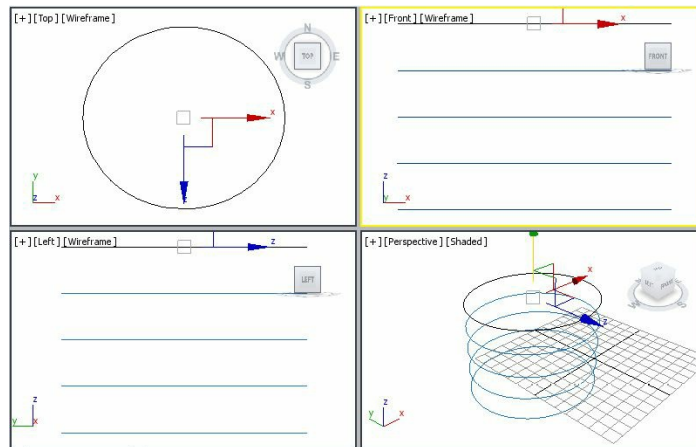 [+] [Top] [Wireframe]
N
W TOP E
S
y
z x
x
z
[+] [Front] [Wireframe]
x
FRONT
z
y x
[+] [Left] [Wireframe]
z
LEFT
z
y x
[+] [Perspective] [Shaded]
x
z
z
y x